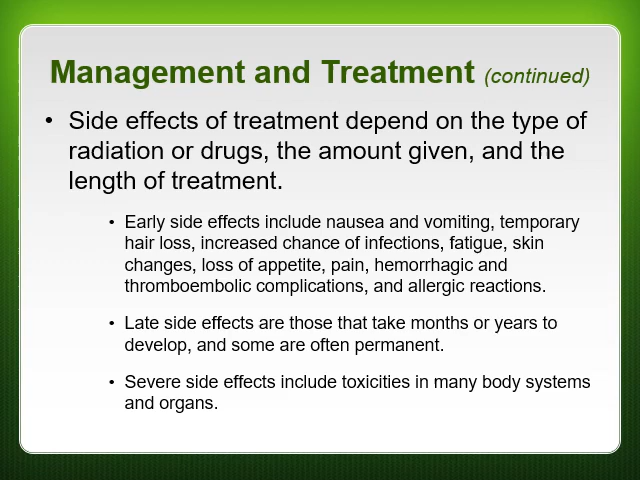 Management and Treatment (continued)
• Side effects of treatment depend on the type of
radiation or drugs, the amount given, and the
length of treatment.
• Early side effects include nausea and vomiting, temporary
hair loss, increased chance of infections, fatigue, skin
changes, loss of appetite, pain, hemorrhagic and
thromboembolic complications, and allergic reactions.
• Late side effects are those that take months or years to
develop, and some are often permanent.
• Severe side effects include toxicities in many body systems
and organs.